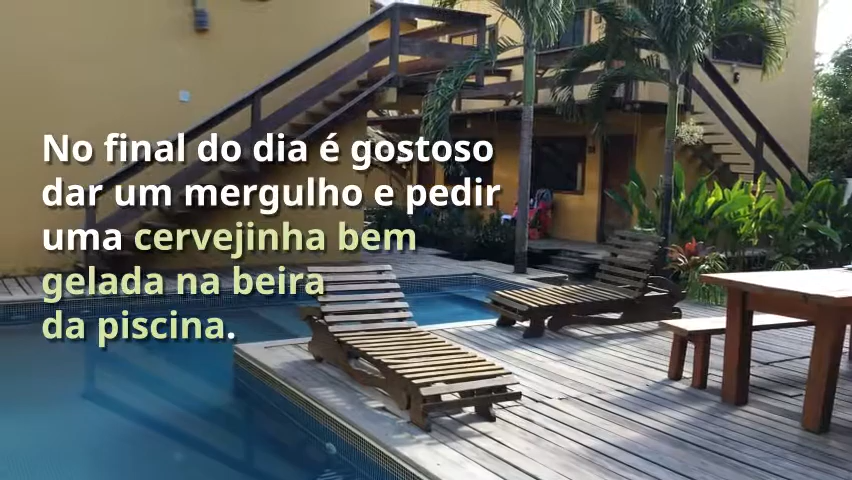 No final do dia é gostoso
dar um mergulho e pedir
uma cervejinha bem
gelada na beira
da piscina.